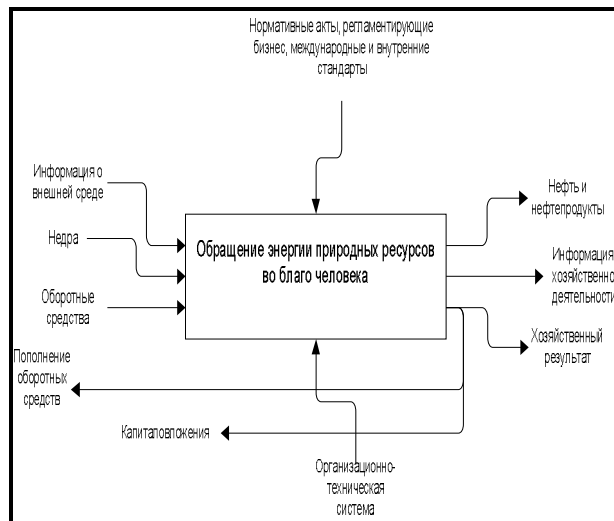 Нормативные акты, регламентирующие
бизнес, международные и внутренние
стандарты
Информация о
внешней среде
Недра
Оборотные
средства
Обращение энергии природных ресурсов
во благо человека
Нефть и
нефтепродукты
Информация
хозяйственно
деятельности
Хозяйственный
результат
Пополнение
оборотных
средств
Капиталовложения
Организационно-
техническая
система